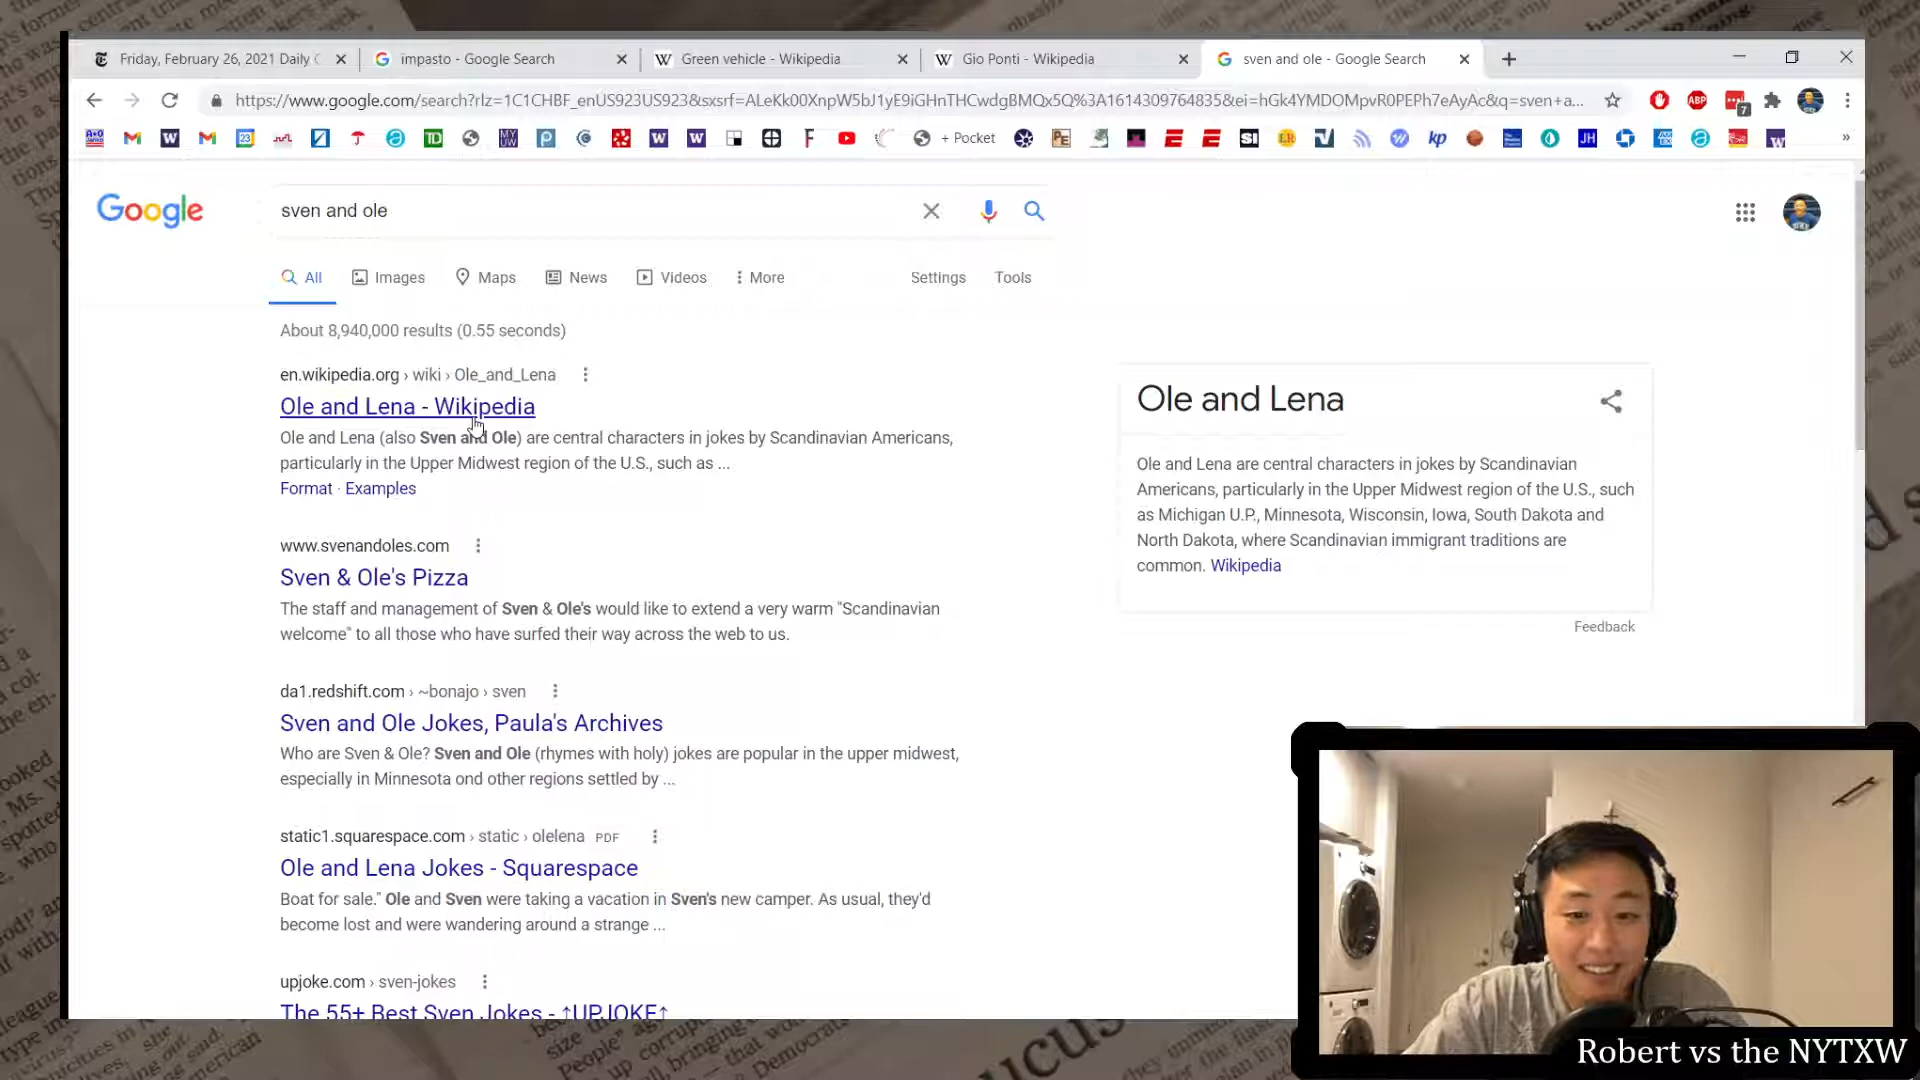 Friday, February 26, 2021 Daily C
impasto - Google Search
Green vehicle - Wikipedia
Gio Ponti - Wikipedia
sven and ole - Google Search
https://www.google.com/search?rlz=1C1CHBF_enUS923US923&sxsrf=ALeKk00XnpW5bJ1yE9iGHnTHCwdgBMQx5Q%3A1614309764835&ei=hGk4YMDOMpvR0PEPh7eAyAc&q=sven+a...
+ Pocket
Google
sven and ole
All
Images
Maps
News
Videos
More
Settings
Tools
About 8,940,000 results (0.55 seconds)
en.wikipedia.org › wiki › Ole_and_Lena
Ole and Lena - Wikipedia
Ole and Lena (also Sven and Ole) are central characters in jokes by Scandinavian Americans,
particularly in the Upper Midwest region of the U.S., such as ...
Format · Examples
www.svenandoles.com
Sven & Ole's Pizza
The staff and management of Sven & Ole's would like to extend a very warm "Scandinavian
welcome" to all those who have surfed their way across the web to us.
da1.redshift.com › ~bonajo › sven
Sven and Ole Jokes, Paula's Archives
Who are Sven & Ole? Sven and Ole (rhymes with holy) jokes are popular in the upper midwest,
especially in Minnesota ond other regions settled by ...
static1.squarespace.com › static › olelena PDF
Ole and Lena Jokes - Squarespace
Boat for sale." Ole and Sven were taking a vacation in Sven's new camper. As usual, they'd
become lost and were wandering around a strange ...
upjoke.com › sven-jokes
The 55+ Best Sven Jokes - ↑UPJOKE↑
Ole and Lena
Ole and Lena are central characters in jokes by Scandinavian
Americans, particularly in the Upper Midwest region of the U.S., such
as Michigan U.P., Minnesota, Wisconsin, Iowa, South Dakota and
North Dakota, where Scandinavian immigrant traditions are
common. Wikipedia
Feedback
Robert vs the NYTXW